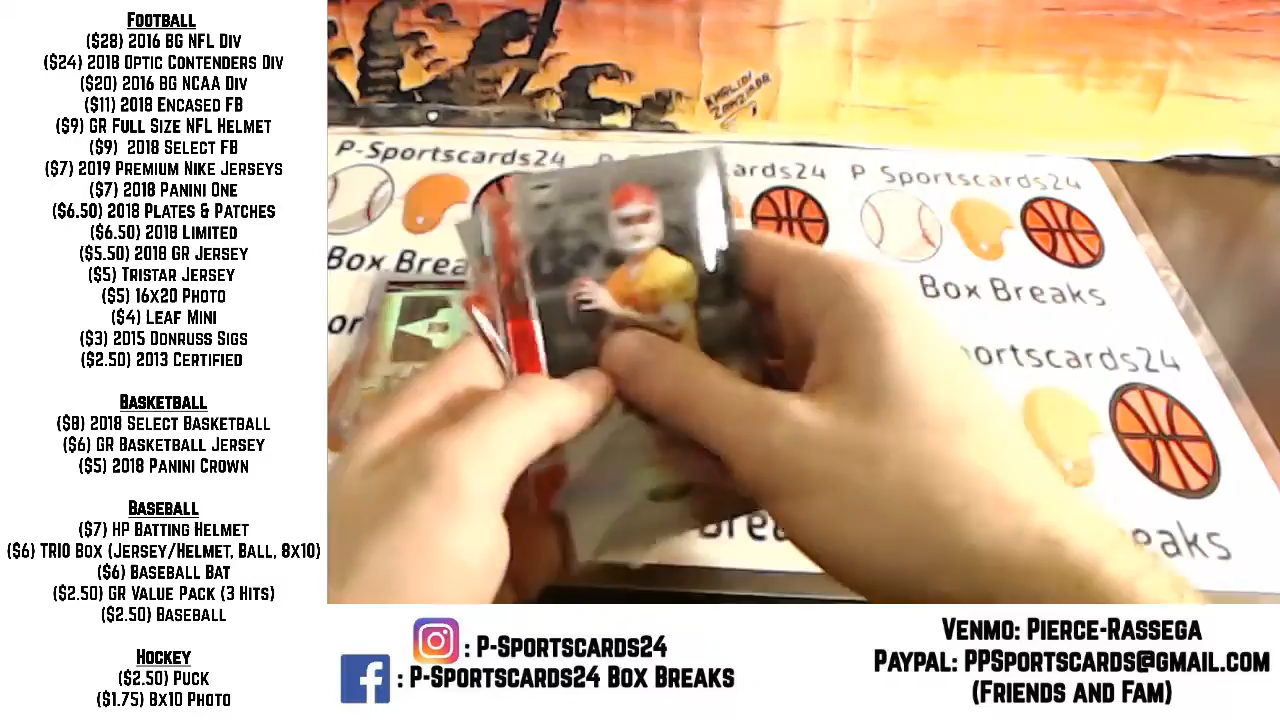 Football
($28) 2016 BG NFL Div
($24) 2018 Optic Contenders Div
($20) 2016 BG NCAA Div
($11) 2018 Encased FB
($9) GR Full Size NFL Helmet
($9) 2018 Select FB
($7) 2019 Premium Nike Jerseys
($7) 2018 Panini One
($6.50) 2018 Plates & Patches
($6.50) 2018 Limited
($5.50) 2018 GR Jersey
($5) Tristar Jersey
($5) 16x20 Photo
($4) Leaf Mini
($3) 2015 Donruss Sigs
($2.50) 2013 Certified
Basketball
($8) 2018 Select Basketball
($6) GR Basketball Jersey
($5) 2018 Panini Crown
Baseball
($7) HP Batting Helmet
($6) TRIO Box (Jersey/Helmet, Ball, 8x10)
($6) Baseball Bat
($2.50) GR Value Pack (3 Hits)
($2.50) Baseball
Hockey
($2.50) Puck
($1.75) 8x10 Photo
P-Sportscards24 P
ards24 P Sportscards24
Box Brea
Box Breaks
or
ortscards24
Brea
eaks
: P-Sportscards24
: P-Sportscards24 Box Breaks
Venmo: Pierce-Rassega
PayPal: PPSportscards@gmail.com
(Friends and Fam)